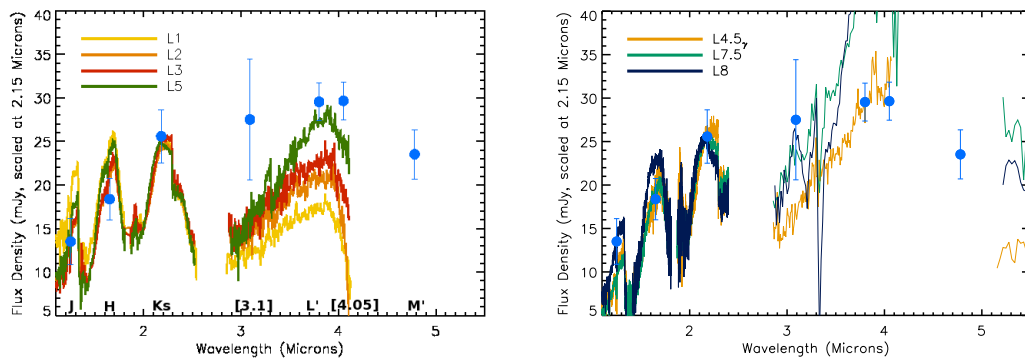 40
35
30
25
20
15
10
5
Flux Density (mJy, scaled at 2.15 Microns)
L1
L2
L3
L5
J H Ks [3.1] L' [4.05] M'
2 3 4 5
Wavelength (Microns)
40
35
30
25
20
15
10
5
Flux Density (mJy, scaled at 2.15 Microns)
L4.5γ
L7.5
L8
2 3 4 5
Wavelength (Microns)